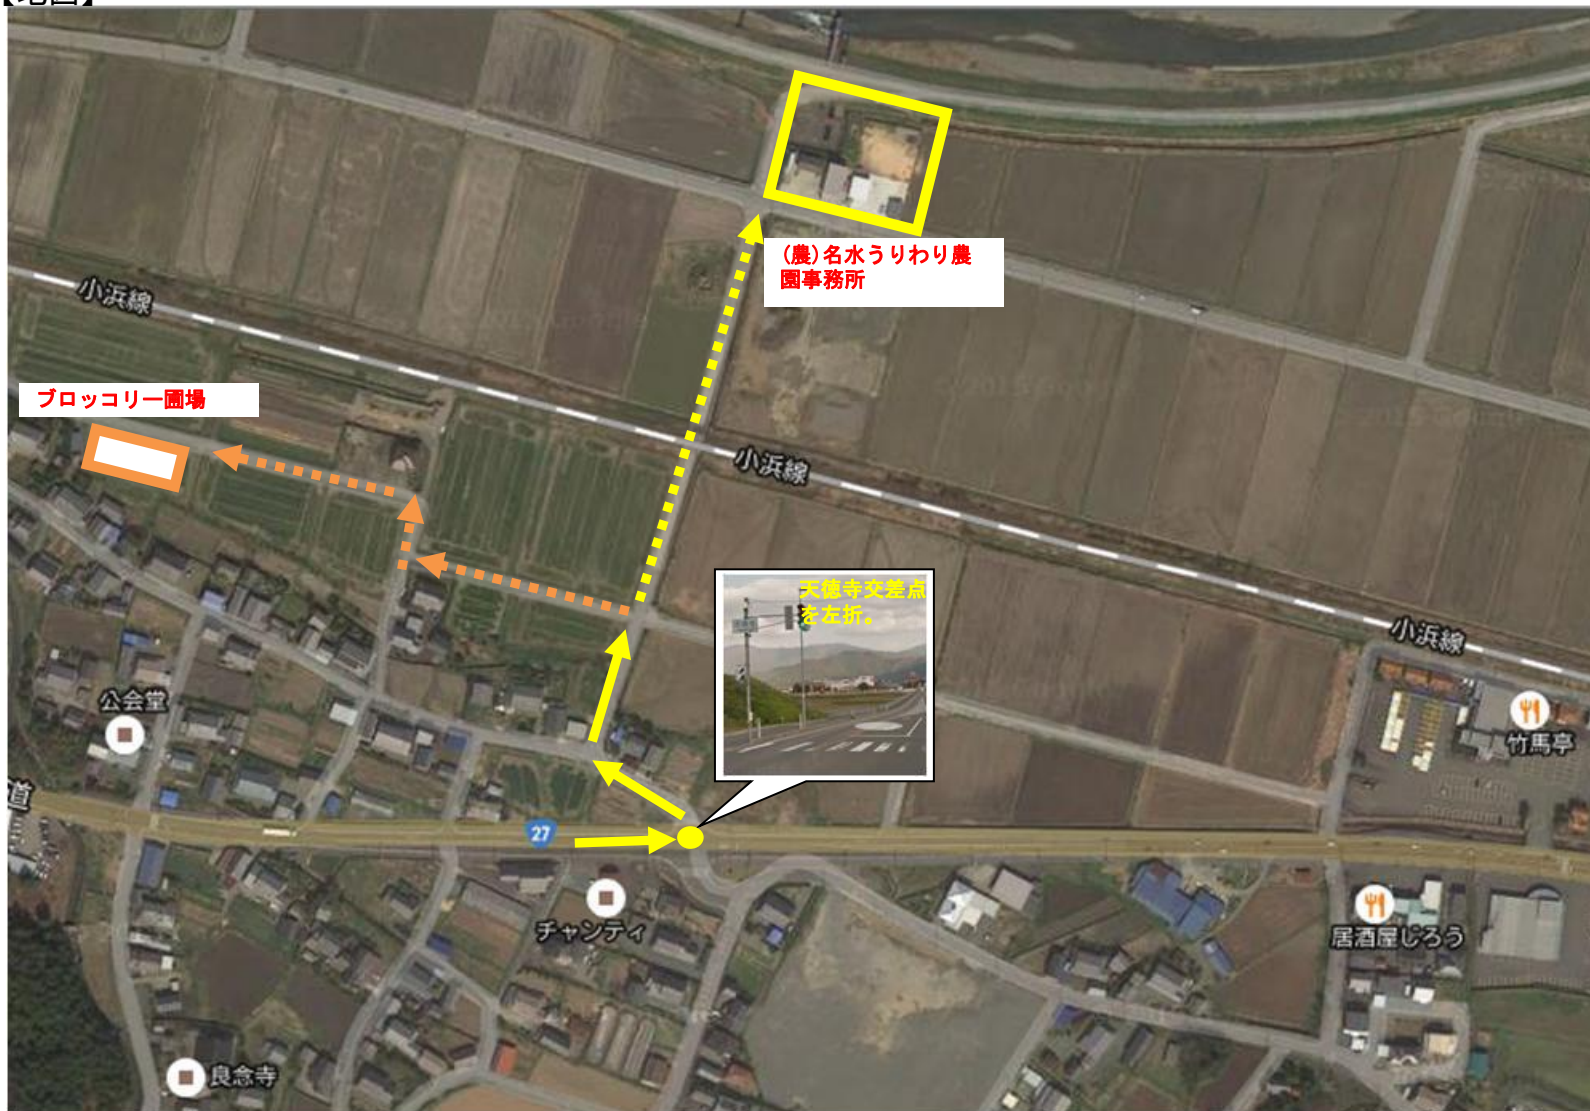 【地図】
小浜線
(農)名水うりわり農
園事務所
ブロッコリー圃場
小浜線
天徳寺交差点
を左折。
小浜線
公会堂
竹馬亭
道
27
チャンティ
居酒屋じろう
良念寺